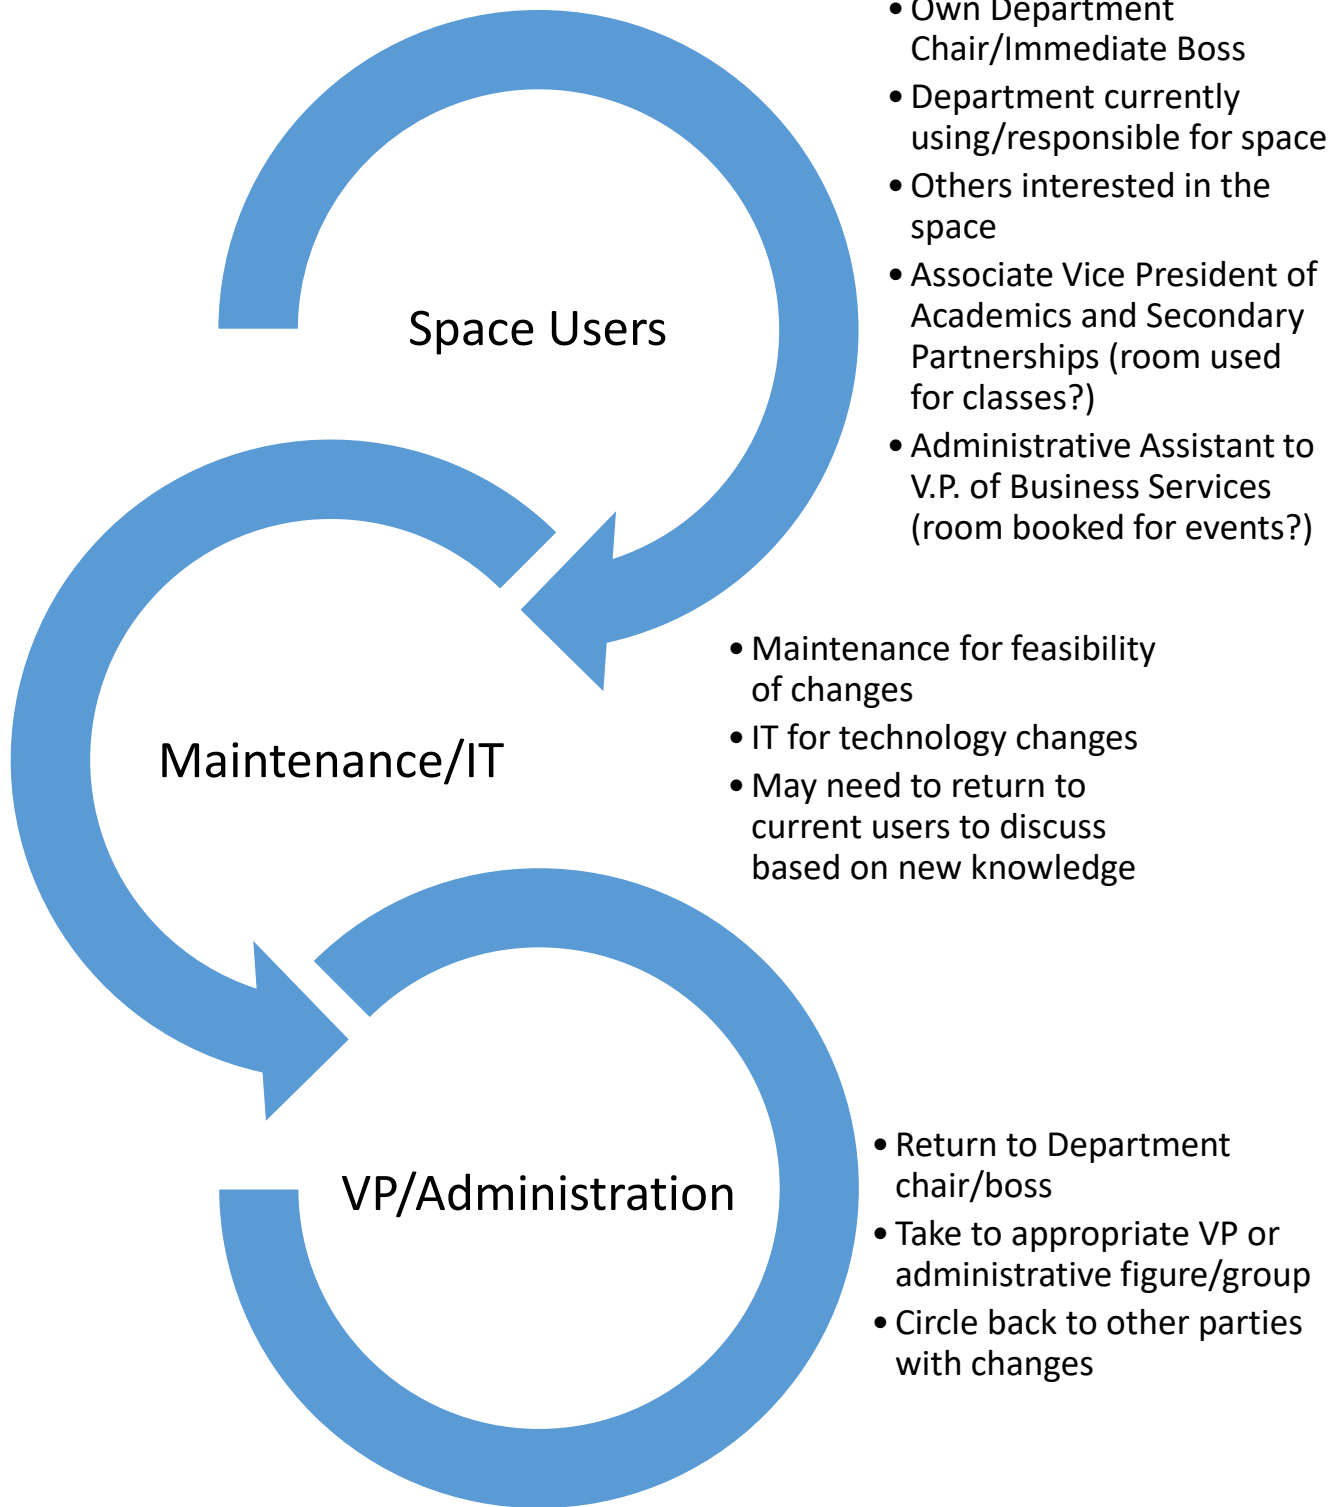 • Own Department
Chair/Immediate Boss
• Department currently
using/responsible for space
• Others interested in the
space
• Associate Vice President of
Academics and Secondary
Partnerships (room used
for classes?)
• Administrative Assistant to
V.P. of Business Services
(room booked for events?)
Space Users
• Maintenance for feasibility
of changes
• IT for technology changes
• May need to return to
current users to discuss
based on new knowledge
Maintenance/IT
• Return to Department
chair/boss
• Take to appropriate VP or
administrative figure/group
• Circle back to other parties
with changes
VP/Administration